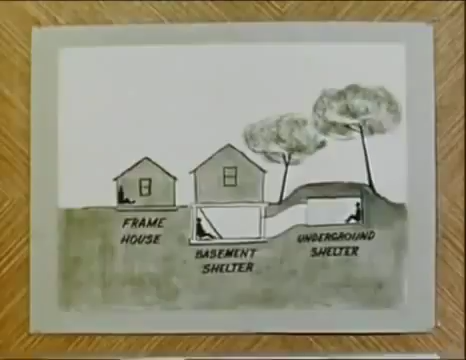 FRAME
HOUSE
BASEMENT
SHELTER
UNDERGROUND
SHELTER